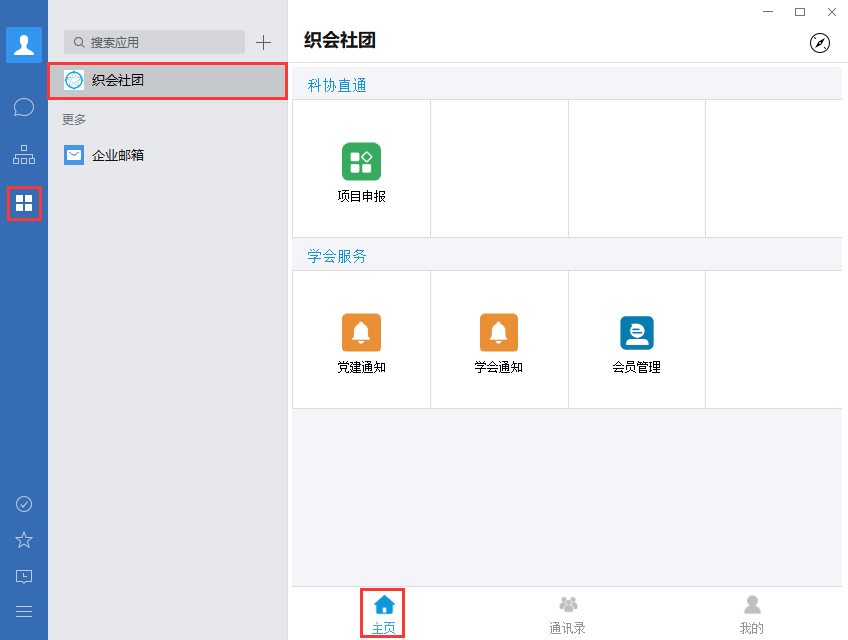 搜索应用
织会社团
更多
企业邮箱
织会社团
科协直通
项目申报
学会服务
党建通知
学会通知
会员管理
主页
通讯录
我的